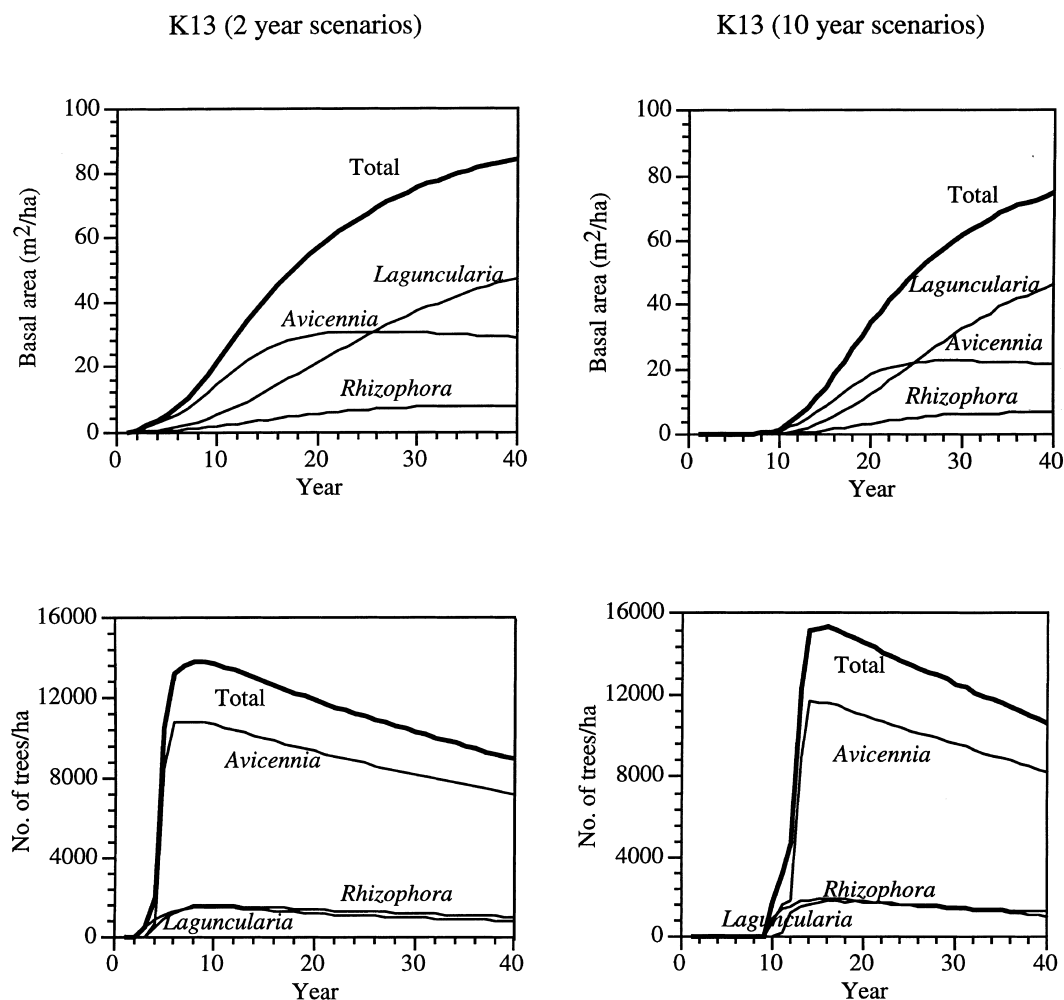 K13 (2 year scenarios)
K13 (10 year scenarios)
100
80
60
40
20
0
Basal area (m²/ha)
Total
Laguncularia
Avicennia
Rhizophora
0 10 20 30 40
Year
100
80
60
40
20
0
Basal area (m²/ha)
Total
Laguncularia
Avicennia
Rhizophora
0 10 20 30 40
Year
16000
12000
8000
4000
0
No. of trees/ha
Total
Avicennia
Rhizophora
Laguncularia
0 10 20 30 40
Year
16000
12000
8000
4000
0
No. of trees/ha
Total
Avicennia
Rhizophora
Laguncularia
0 10 20 30 40
Year